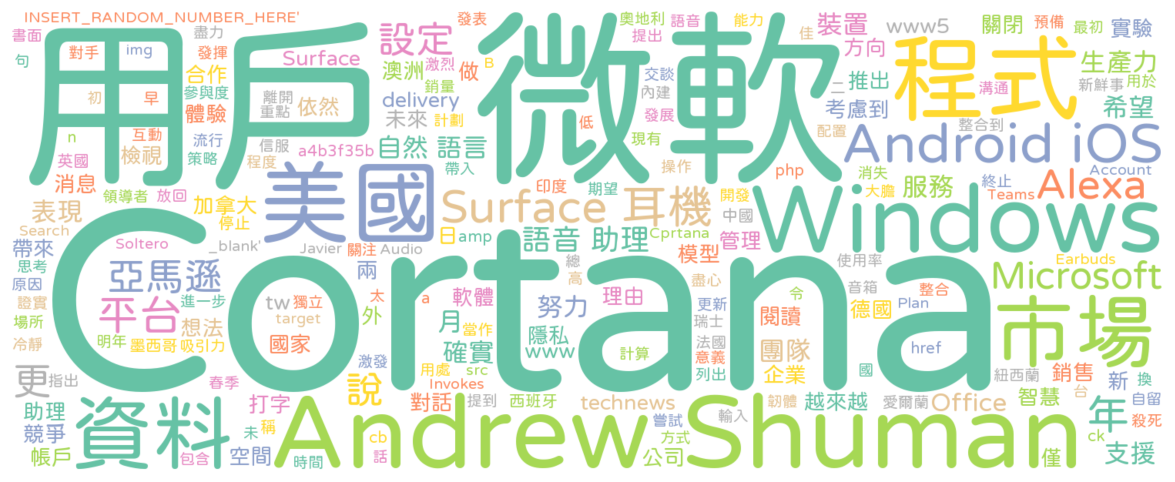 INSERT_RANDOM_NUMBER_HERE'
盡力
發表
奧地利
語音
能力
佳
裝置
www5
關閉
預備
最初
實驗
書面
對手
img
發揮
Surface
設定
激烈
提出
B
方向
生產力
句
合作
澳洲
做
銷量
交談
二
推出
溝通
新鮮事
用於
用戶
微軟
程式
初
早
參與度
體驗
離開
重點
依然
delivery
未來
計劃
低
內建
發展
考慮到
希望
n
互動
流行
信服
a4b3f35b
自然 語言
現有
配置
整合到
Android iOS
英國
檢視
策略
程度
帶入
操作
php
消失
Account
消息
領導者
放回
美國
印度
期望
開發
大膽
服務
終止
Teams
Alexa
表現
加拿大
停止
Surface 耳機
中國
Windows
Search
Soltero
_blank'
Javier
關注
Audio
日
amp
語音 助理
Cprtana
模型
管理
帶來
思考
亞馬遜
兩
總
使用率
Earbuds
原因
Cortana
高
盡心
音箱
Microsoft
證實
平台
進一步
tw
獨立
太
a
軟體
努力
理由
更新
令
德國
Plan
整合
市場
場所
想法
target
外
月
當作
隱私
瑞士
閱讀
冷靜
明年
墨西哥
吸引力
國家
激發
確實
www
計算
法國
意義
href
更
指出
春季
說
用處
src
Invokes
列出
團隊
企業
國
紐西蘭
銷售
新
換
助理
打字
對話
提到
西班牙
technews
韌體
越來越
愛爾蘭
Office
智慧
台
自留
競爭
資料
未
稱
Andrew
Shuman
嘗試
輸入
年
殺死
帳戶
包含
空間
時間
cb
話
方式
公司
僅
ck
支援